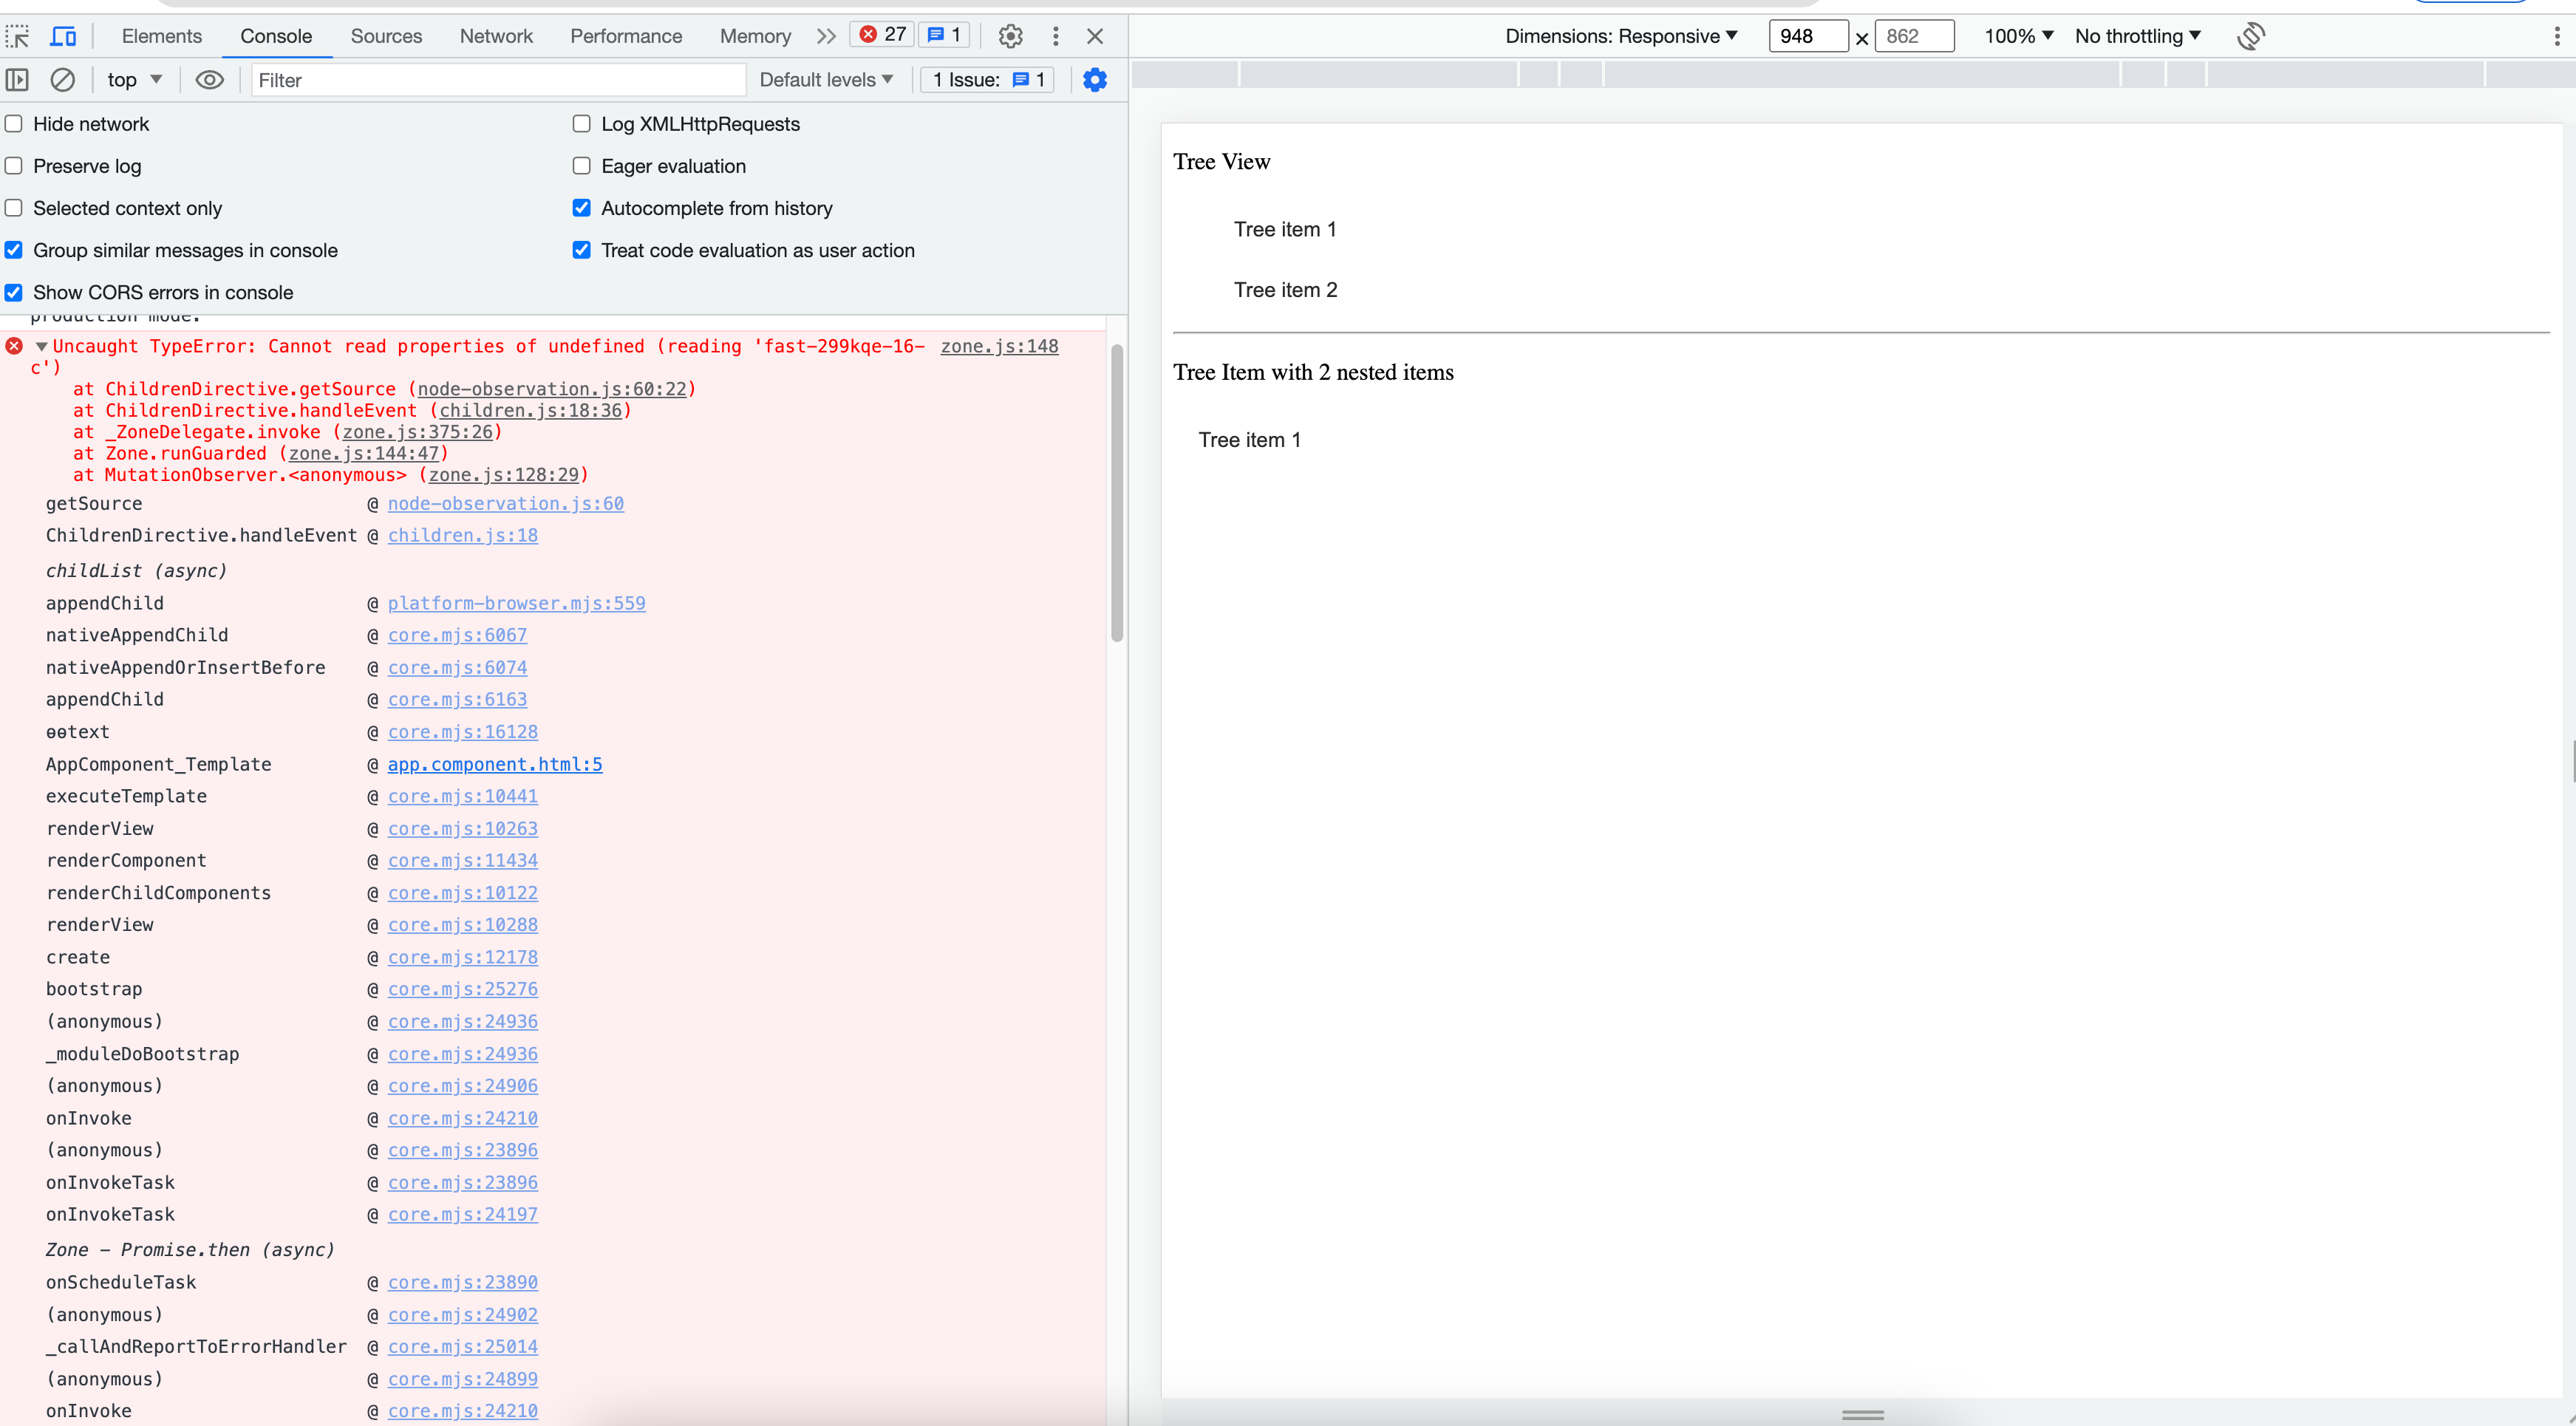 Elements Console Sources Network Performance Memory 27 1
top Filter Default levels 1 Issue: 1
Hide network Log XMLHttpRequests
Preserve log Eager evaluation
Selected context only Autocomplete from history
Group similar messages in console Treat code evaluation as user action
Show CORS errors in console
production mode.
Uncaught TypeError: Cannot read properties of undefined (reading 'fast-299kqe-16- zone.js:148
c')
at ChildrenDirective.getSource (node-observation.js:60:22)
at ChildrenDirective.handleEvent (children.js:18:36)
at _ZoneDelegate.invoke (zone.js:375:26)
at Zone.runGuarded (zone.js:144:47)
at MutationObserver.<anonymous> (zone.js:128:29)
getSource @ node-observation.js:60
ChildrenDirective.handleEvent @ children.js:18
childList (async)
appendChild @ platform-browser.mjs:559
nativeAppendChild @ core.mjs:6067
nativeAppendOrInsertBefore @ core.mjs:6074
appendChild @ core.mjs:6163
ɵɵtext @ core.mjs:16128
AppComponent_Template @ app.component.html:5
executeTemplate @ core.mjs:10441
renderView @ core.mjs:10263
renderComponent @ core.mjs:11434
renderChildComponents @ core.mjs:10122
renderView @ core.mjs:10288
create @ core.mjs:12178
bootstrap @ core.mjs:25276
(anonymous) @ core.mjs:24936
_moduleDoBootstrap @ core.mjs:24936
(anonymous) @ core.mjs:24906
onInvoke @ core.mjs:24210
(anonymous) @ core.mjs:23896
onInvokeTask @ core.mjs:23896
onInvokeTask @ core.mjs:24197
Zone - Promise.then (async)
onScheduleTask @ core.mjs:23890
(anonymous) @ core.mjs:24902
_callAndReportToErrorHandler @ core.mjs:25014
(anonymous) @ core.mjs:24899
onInvoke @ core.mjs:24210
Dimensions: Responsive 948 × 862 100% No throttling
Tree View
Tree item 1
Tree item 2
Tree Item with 2 nested items
Tree item 1